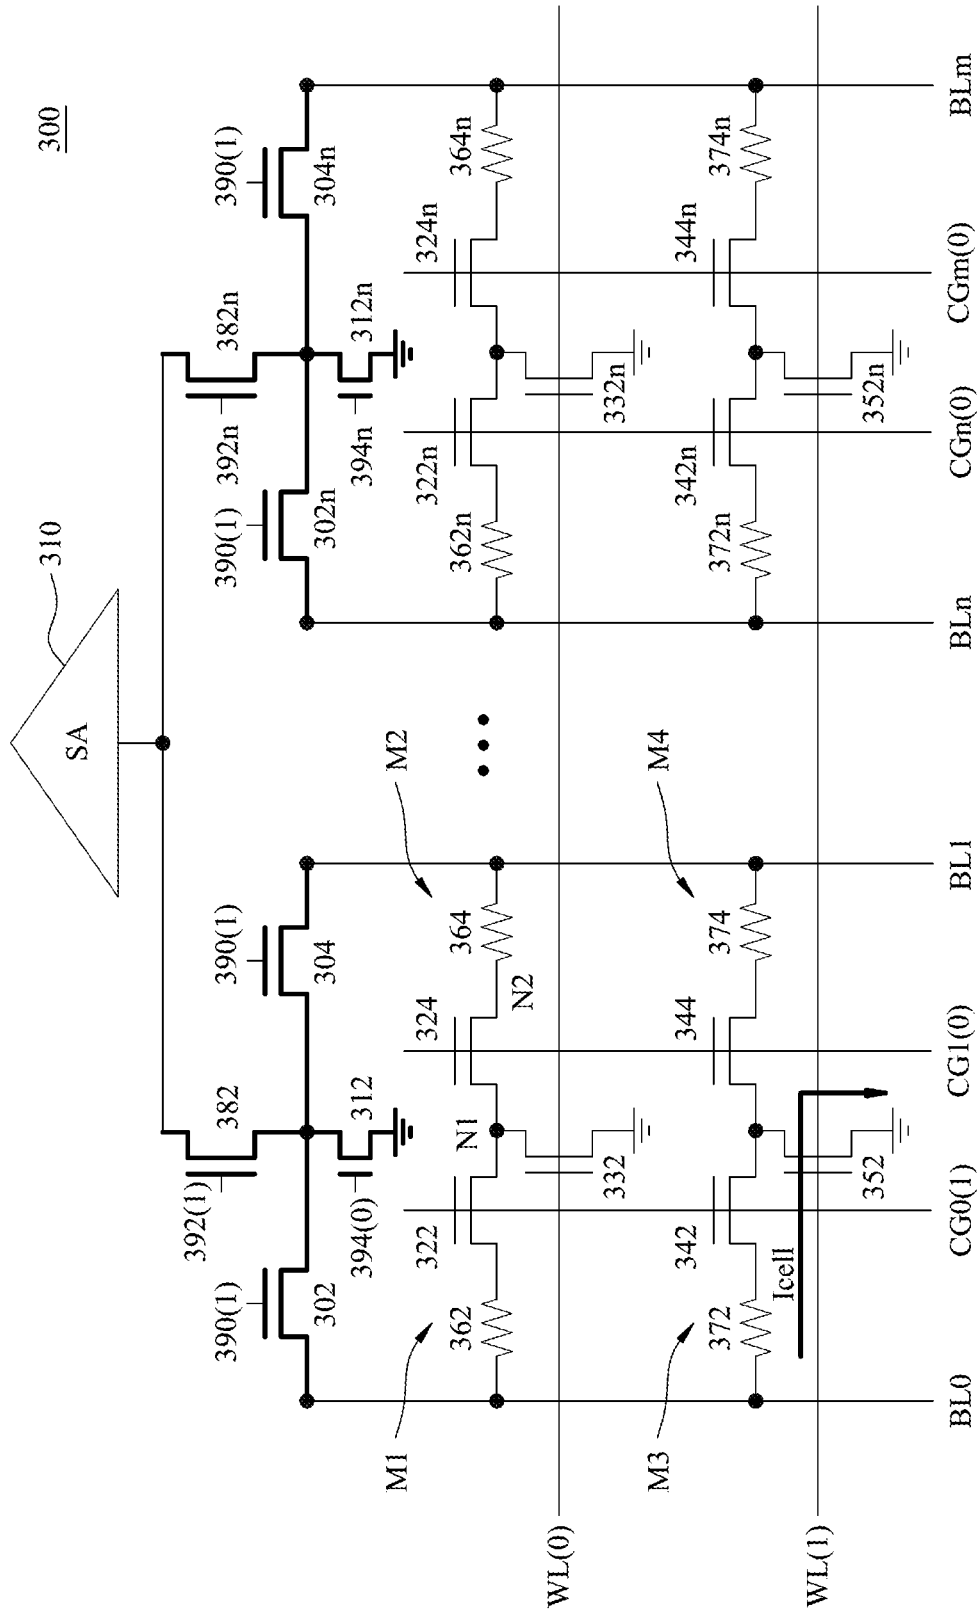 300
SA
310
392(1)
382
392n
382n
390(1)
302
390(1)
304
390(1)
302n
390(1)
304n
394(0)
312
394n
312n
M1
362
322
N1
324
N2
364
M2
362n
322n
324n
364n
332
332n
WL(0)
M3
372
342
344
374
M4
372n
342n
344n
374n
Icell
352
352n
WL(1)
BL0
CG0(1)
CG1(0)
BL1
BLn
CGn(0)
CGm(0)
BLm